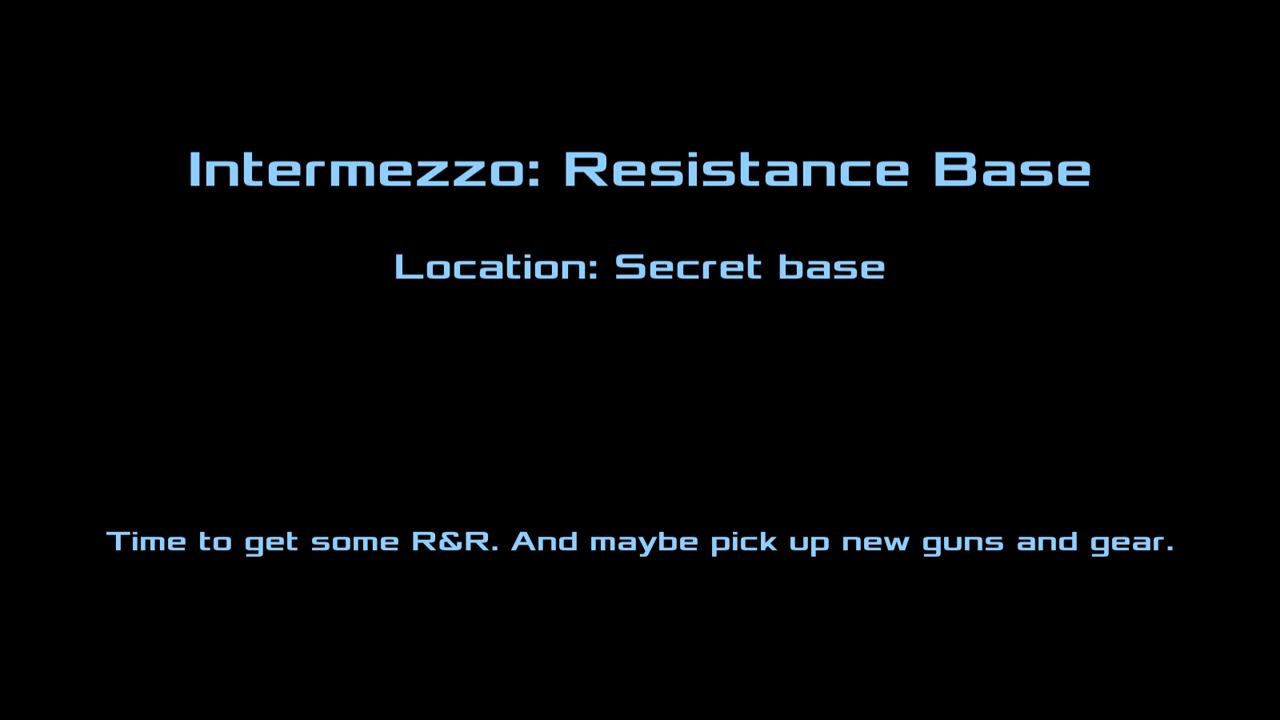 Intermezzo: Resistance Base
Location: Secret base
Time to get some R&R. And maybe pick up new guns and gear.